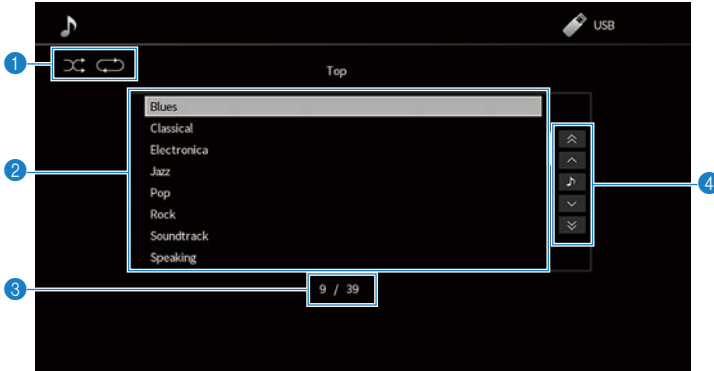 USB
1
Top
Blues
Classical
Electronica
2
Jazz
4
Pop
Rock
Soundtrack
Speaking
3
9 / 39